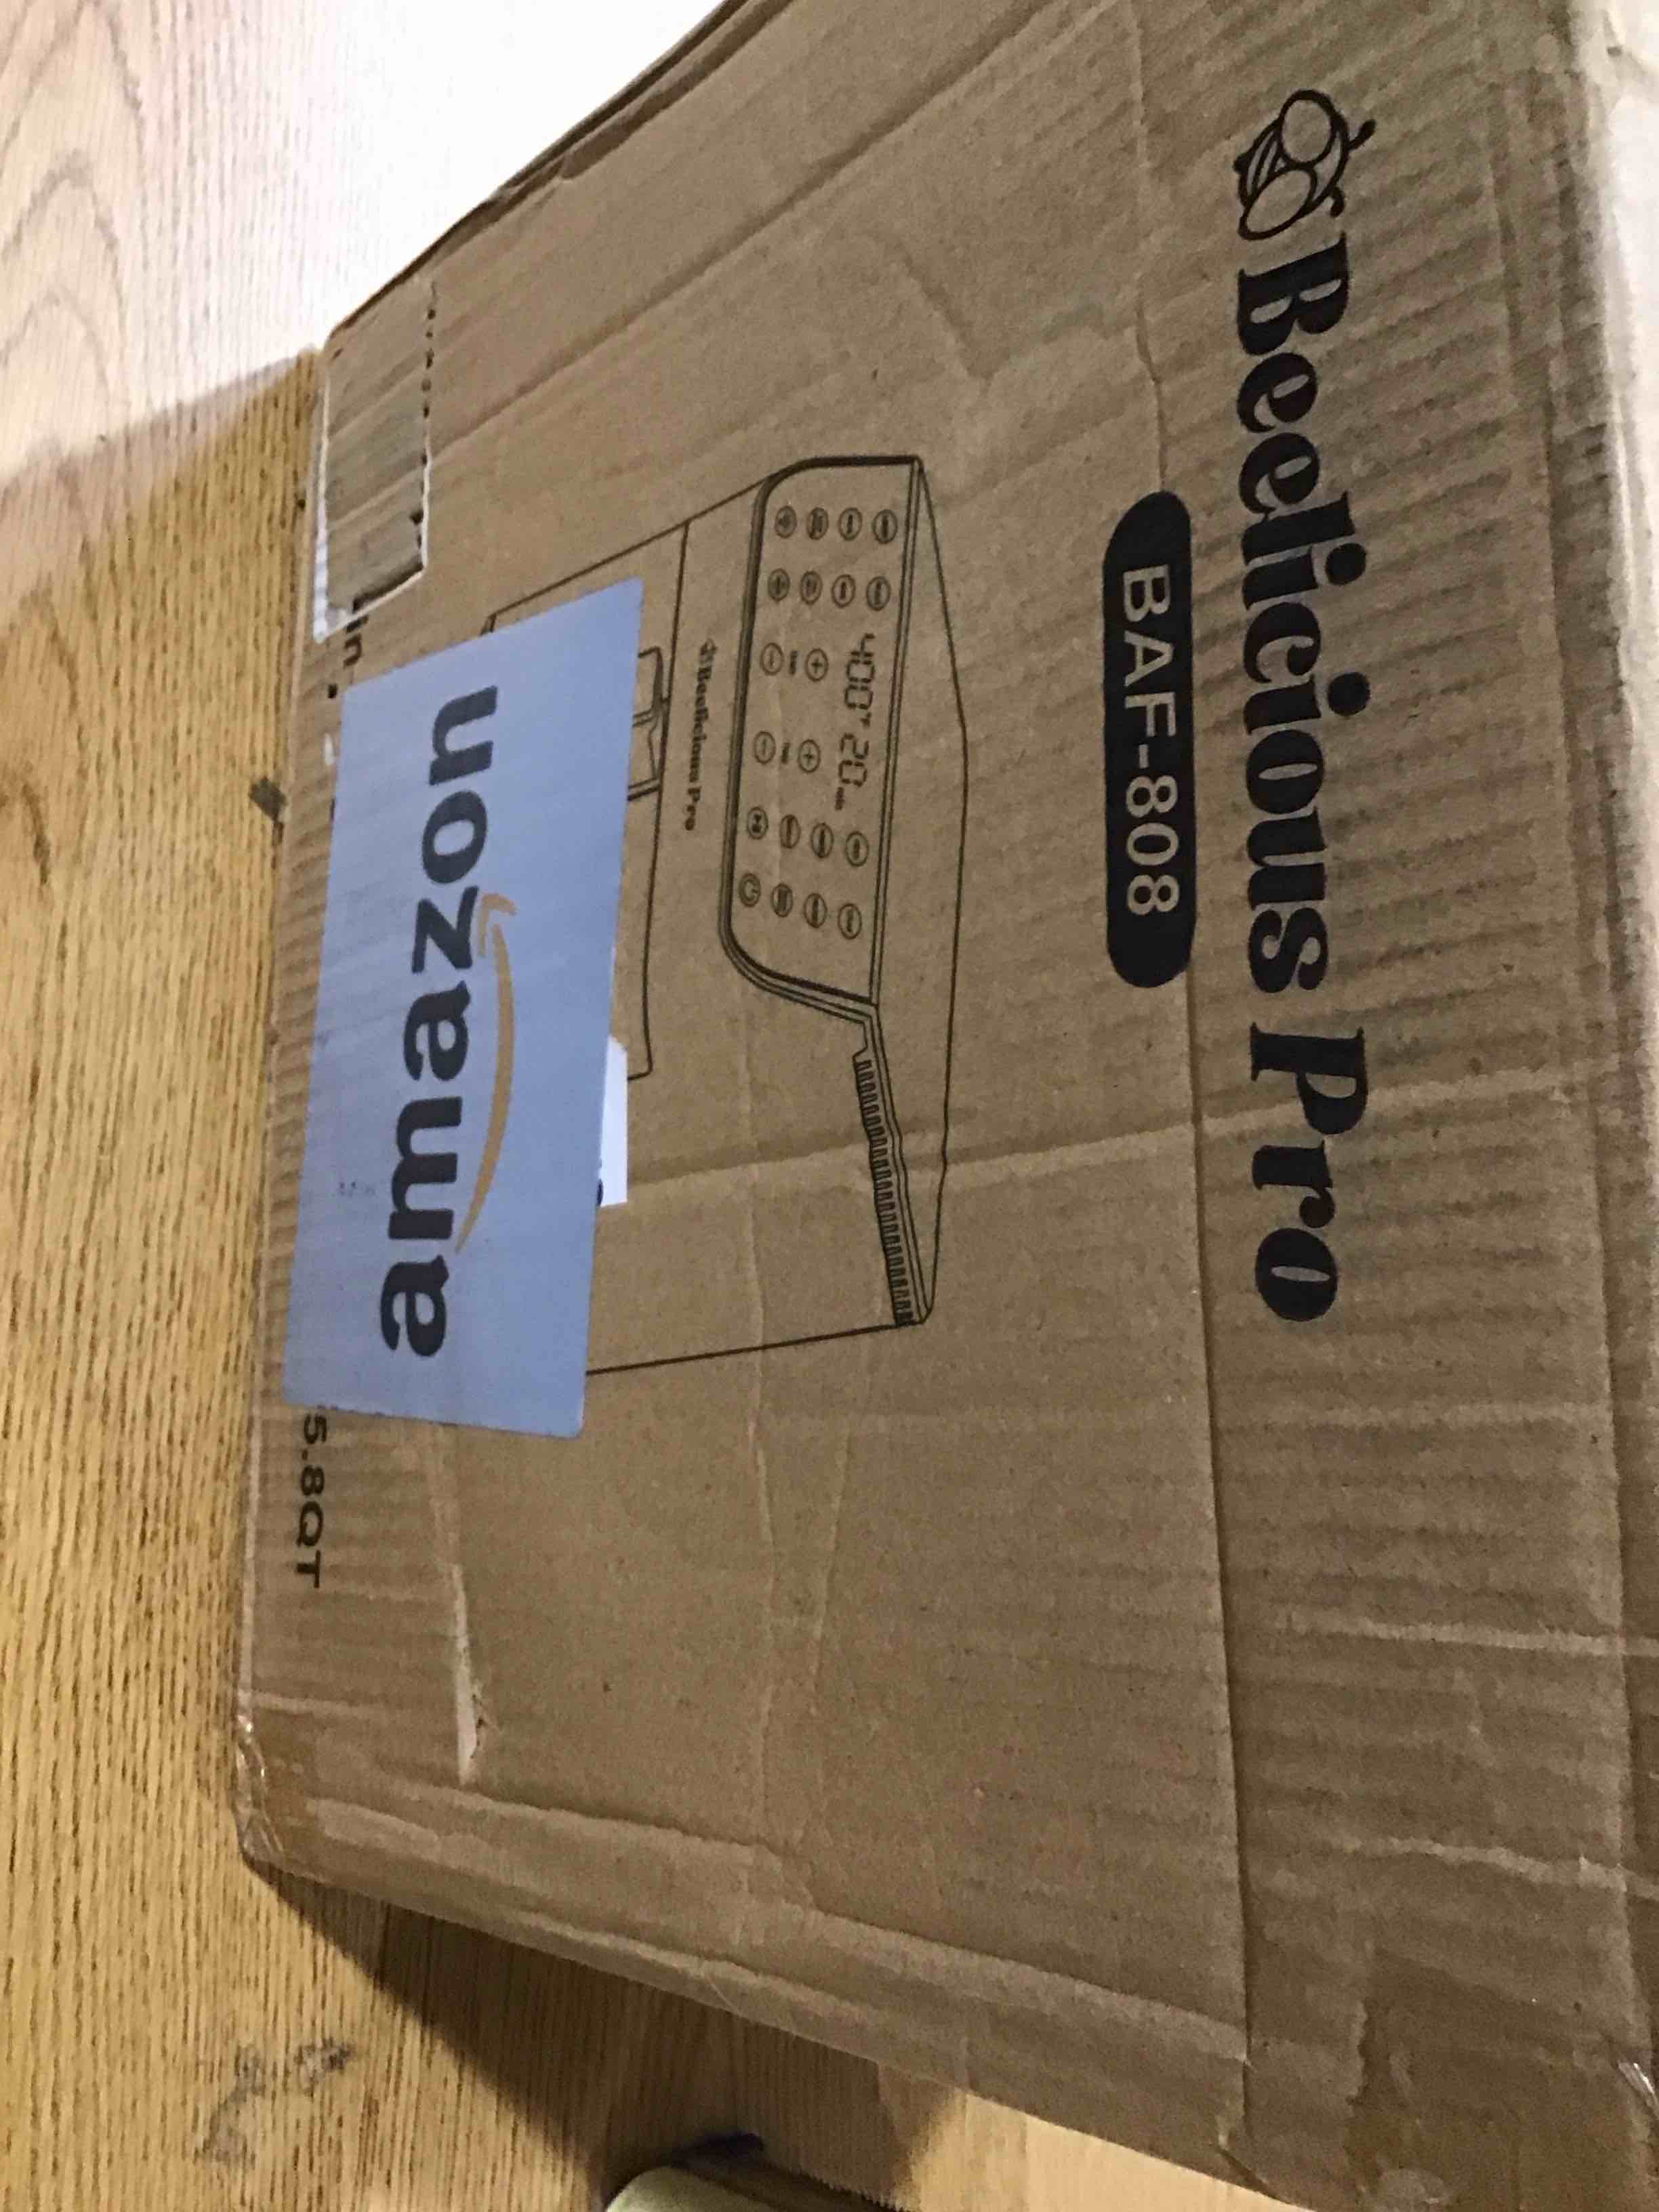 Beelicious Pro
BAF-808
400°F 20
Beelicious Pro
amazon
5.8QT